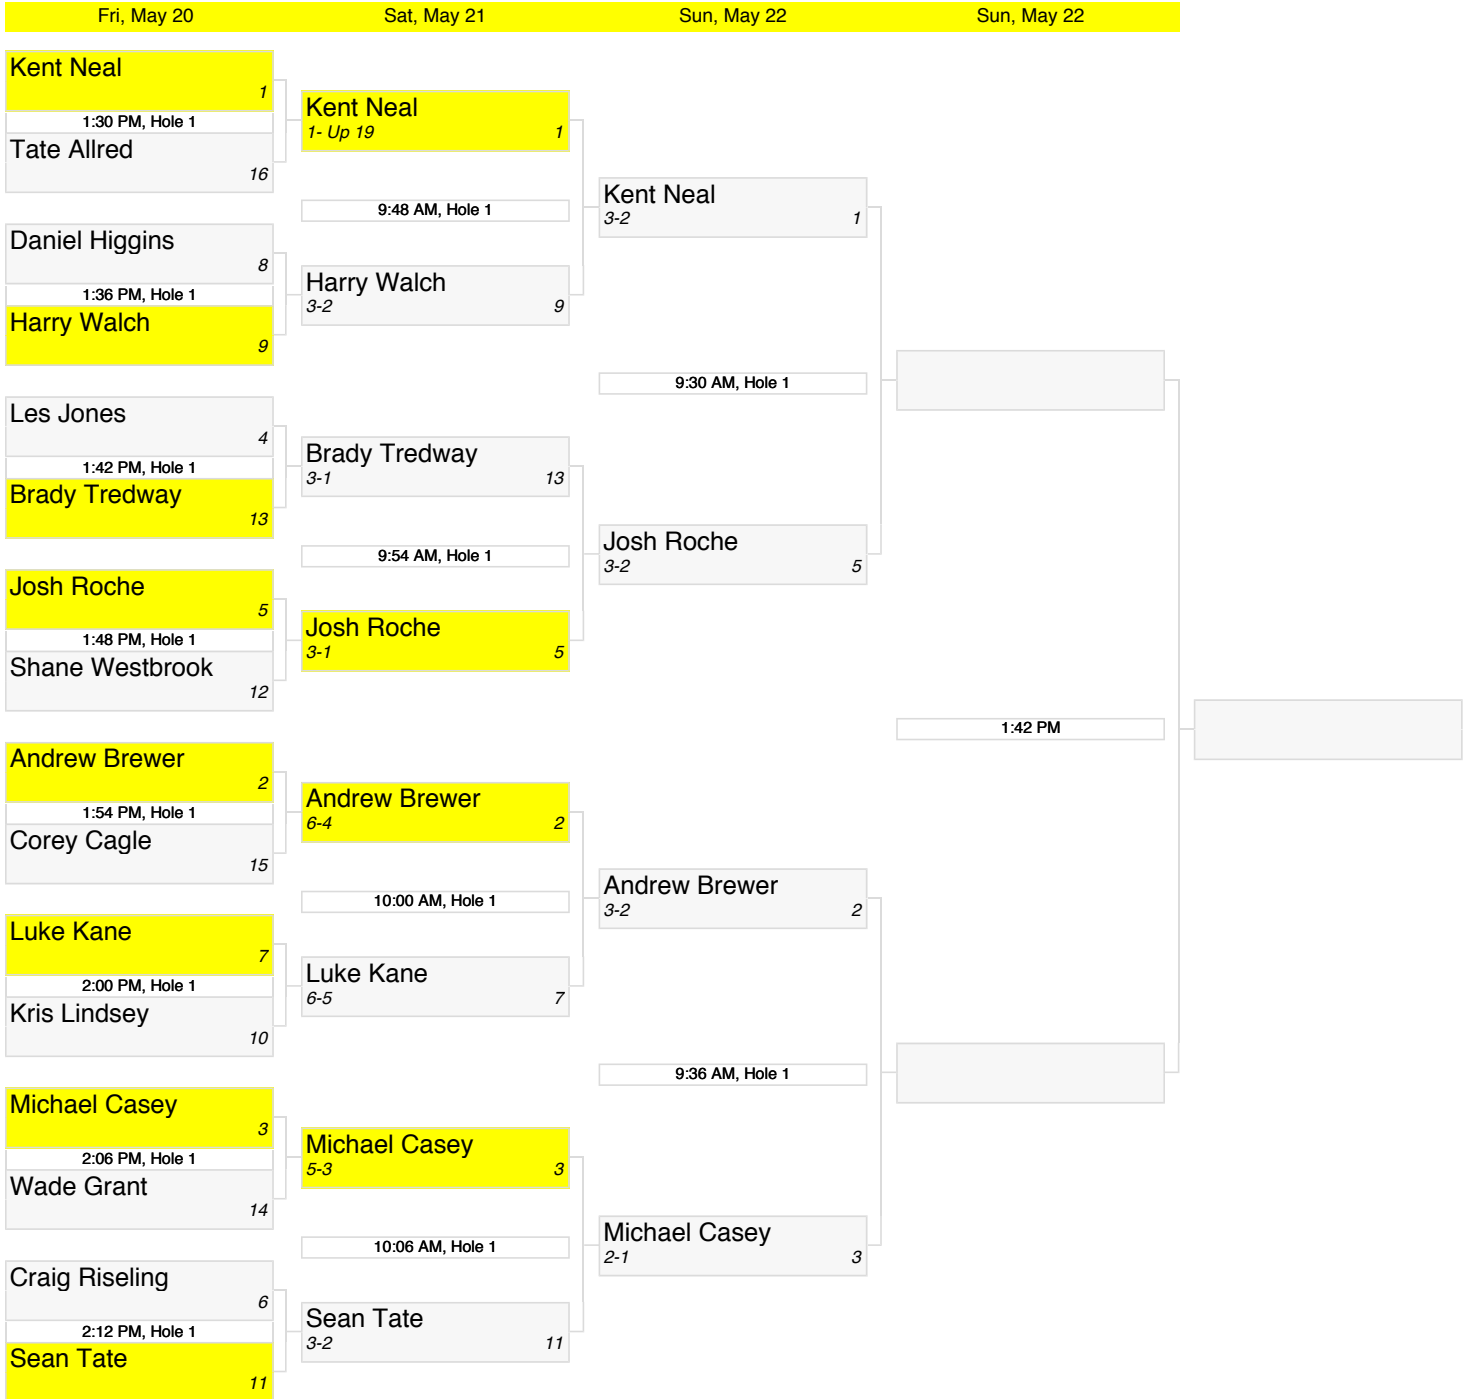 Fri, May 20
Sat, May 21
Sun, May 22
Sun, May 22
Kent Neal
1
1:30 PM, Hole 1
Tate Allred
16
Daniel Higgins
8
1:36 PM, Hole 1
Harry Walch
9
Les Jones
4
1:42 PM, Hole 1
Brady Tredway
13
Josh Roche
5
1:48 PM, Hole 1
Shane Westbrook
12
Andrew Brewer
2
1:54 PM, Hole 1
Corey Cagle
15
Luke Kane
7
2:00 PM, Hole 1
Kris Lindsey
10
Michael Casey
3
2:06 PM, Hole 1
Wade Grant
14
Craig Riseling
6
2:12 PM, Hole 1
Sean Tate
11
Kent Neal
1- Up 19 1
9:48 AM, Hole 1
Harry Walch
3-2 9
Brady Tredway
3-1 13
9:54 AM, Hole 1
Josh Roche
3-1 5
Andrew Brewer
6-4 2
10:00 AM, Hole 1
Luke Kane
6-5 7
Michael Casey
5-3 3
10:06 AM, Hole 1
Sean Tate
3-2 11
Kent Neal
3-2 1
9:30 AM, Hole 1
Josh Roche
3-2 5
Andrew Brewer
3-2 2
9:36 AM, Hole 1
Michael Casey
2-1 3
1:42 PM